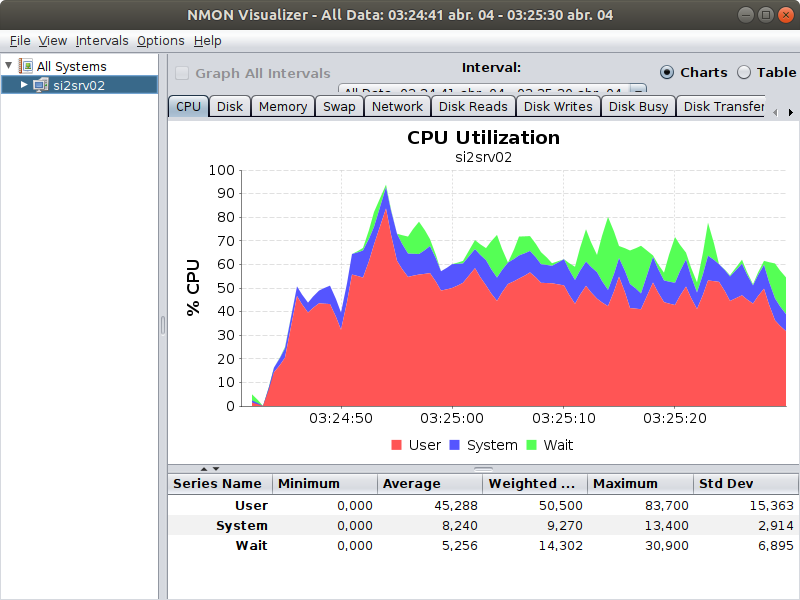 NMON Visualizer - All Data: 03:24:41 abr. 04 - 03:25:30 abr. 04
File View Intervals Options Help
All Systems
si2srv02
Graph All Intervals
Interval:
All Data 03:24:41 abr. 04 - 03:25:30 abr. 04
Charts
Table
CPU Disk Memory Swap Network Disk Reads Disk Writes Disk Busy Disk Transfer
CPU Utilization
si2srv02
% CPU
100
90
80
70
60
50
40
30
20
10
0
03:24:50 03:25:00 03:25:10 03:25:20
User System Wait
Series Name Minimum Average Weighted ... Maximum Std Dev
User 0,000 45,288 50,500 83,700 15,363
System 0,000 8,240 9,270 13,400 2,914
Wait 0,000 5,256 14,302 30,900 6,895